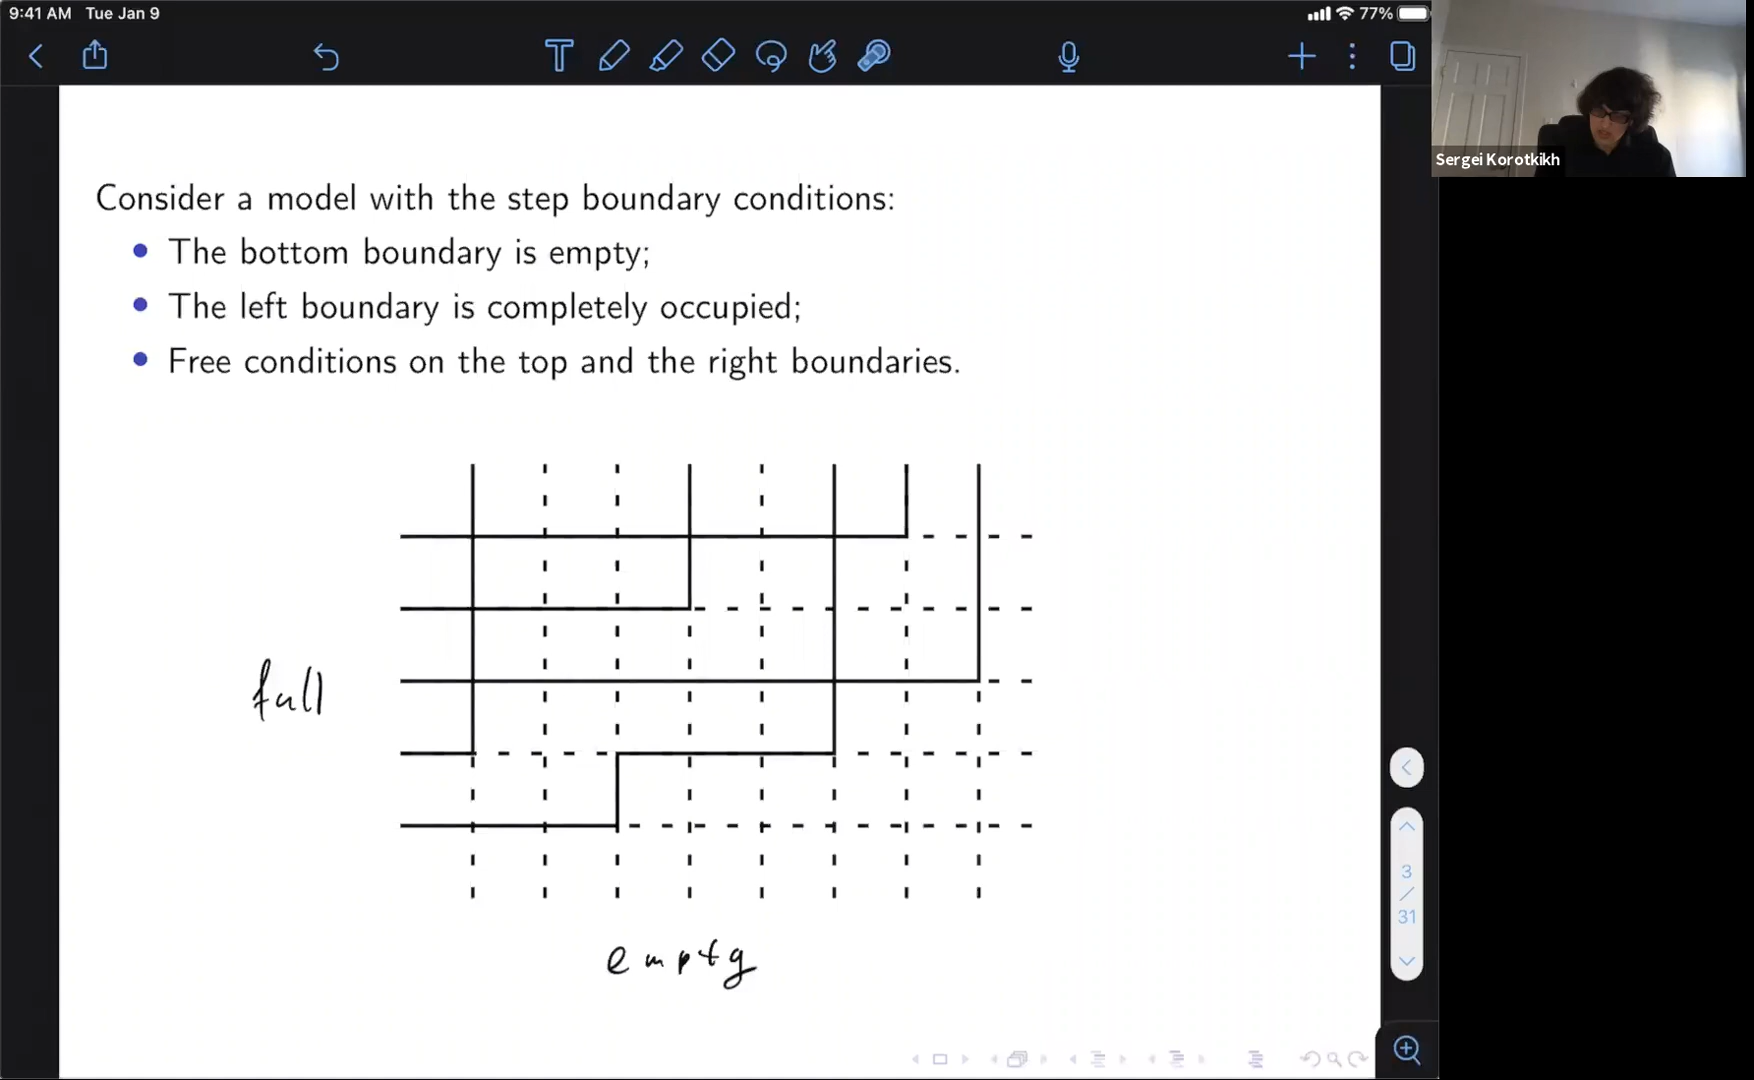 9:41 AM Tue Jan 9
77%
Sergei Korotkikh
Consider a model with the step boundary conditions:
The bottom boundary is empty;
The left boundary is completely occupied;
Free conditions on the top and the right boundaries.
full
empty
3
/
31